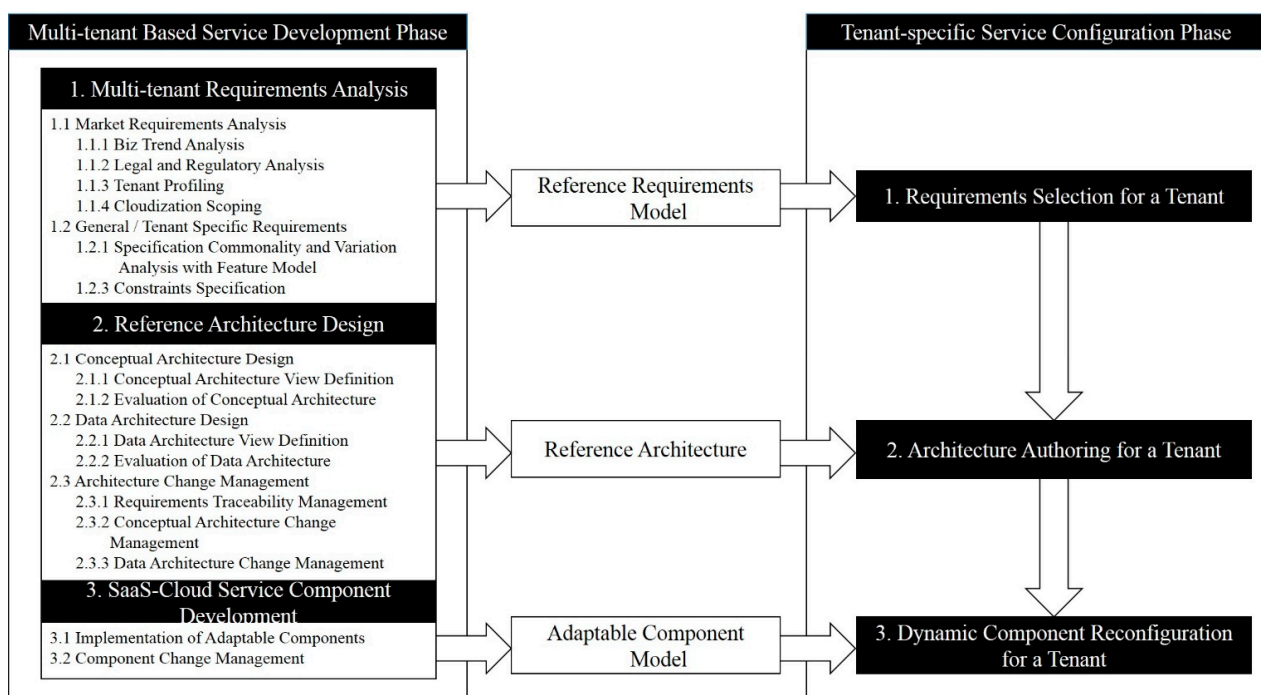 Multi-tenant Based Service Development Phase
1. Multi-tenant Requirements Analysis
1.1 Market Requirements Analysis
1.1.1 Biz Trend Analysis
1.1.2 Legal and Regulatory Analysis
1.1.3 Tenant Profiling
1.1.4 Cloudization Scoping
1.2 General / Tenant Specific Requirements
1.2.1 Specification Commonality and Variation
Analysis with Feature Model
1.2.3 Constraints Specification
2. Reference Architecture Design
2.1 Conceptual Architecture Design
2.1.1 Conceptual Architecture View Definition
2.1.2 Evaluation of Conceptual Architecture
2.2 Data Architecture Design
2.2.1 Data Architecture View Definition
2.2.2 Evaluation of Data Architecture
2.3 Architecture Change Management
2.3.1 Requirements Traceability Management
2.3.2 Conceptual Architecture Change
Management
2.3.3 Data Architecture Change Management
3. SaaS-Cloud Service Component
Development
3.1 Implementation of Adaptable Components
3.2 Component Change Management
Reference Requirements
Model
Reference Architecture
Adaptable Component
Model
Tenant-specific Service Configuration Phase
1. Requirements Selection for a Tenant
2. Architecture Authoring for a Tenant
3. Dynamic Component Reconfiguration
for a Tenant